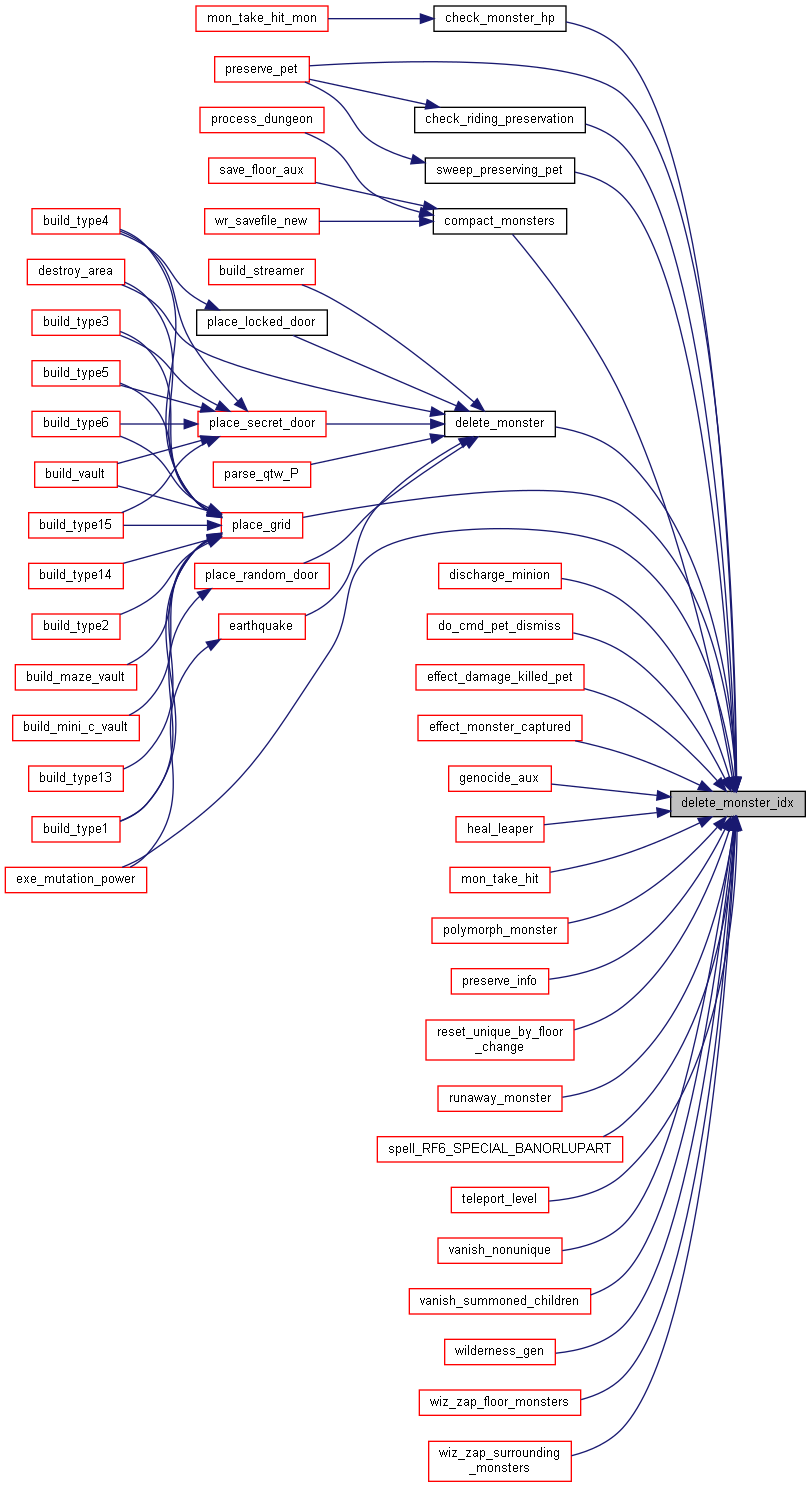 mon_take_hit_mon
check_monster_hp
preserve_pet
process_dungeon
check_riding_preservation
save_floor_aux
sweep_preserving_pet
build_type4
wr_savefile_new
compact_monsters
destroy_area
build_streamer
build_type3
place_locked_door
build_type5
build_type6
place_secret_door
delete_monster
build_vault
parse_qtw_P
build_type15
place_grid
build_type14
place_random_door
discharge_minion
build_type2
earthquake
do_cmd_pet_dismiss
build_maze_vault
effect_damage_killed_pet
build_mini_c_vault
effect_monster_captured
build_type13
genocide_aux
delete_monster_idx
build_type1
heal_leaper
exe_mutation_power
mon_take_hit
polymorph_monster
preserve_info
reset_unique_by_floor
_change
runaway_monster
spell_RF6_SPECIAL_BANORLUPART
teleport_level
vanish_nonunique
vanish_summoned_children
wilderness_gen
wiz_zap_floor_monsters
wiz_zap_surrounding
_monsters